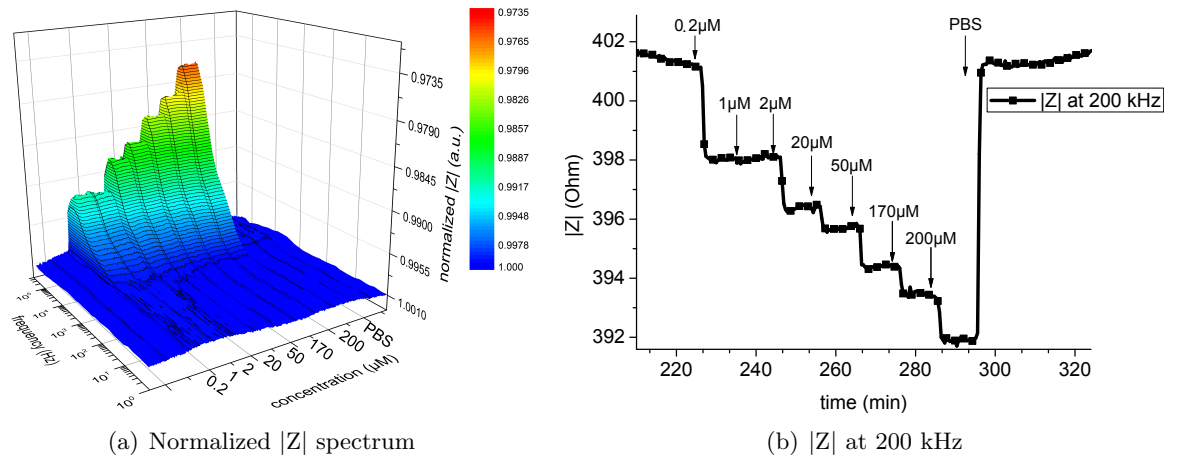 0.9735
0.9765
0.9796
0.9826
0.9857
0.9887
0.9917
0.9948
0.9978
1.000
0.9735
0.9790
0.9845
0.9900
0.9955
1.0010
normalized |Z| (a.u.)
frequency (Hz)
10⁰
0.2
1
2
20
50
170
200
PBS
concentration (µM)
(a) Normalized |Z| spectrum
402
400
398
396
394
392
|Z| (Ohm)
0.2µM
1µM
2µM
20µM
50µM
170µM
200µM
PBS
|Z| at 200 kHz
220
240
260
280
300
320
time (min)
(b) |Z| at 200 kHz